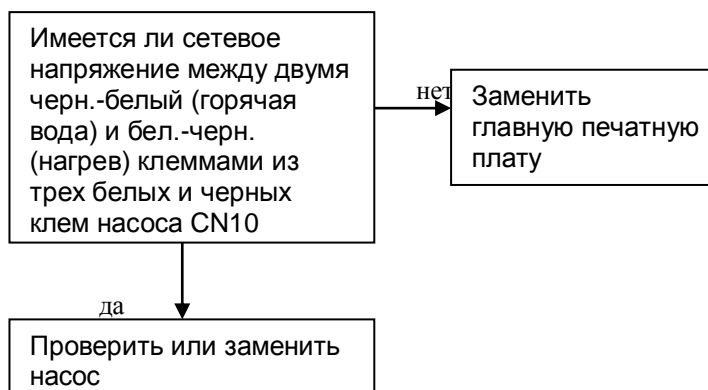 Имеется ли сетевое
напряжение между двумя
черн.-белый (горячая
вода) и бел.-черн.
(нагрев) клеммами из
трех белых и черных
клем насоса CN10
нет
Заменить
главную печатную
плату
да
Проверить или заменить
насос